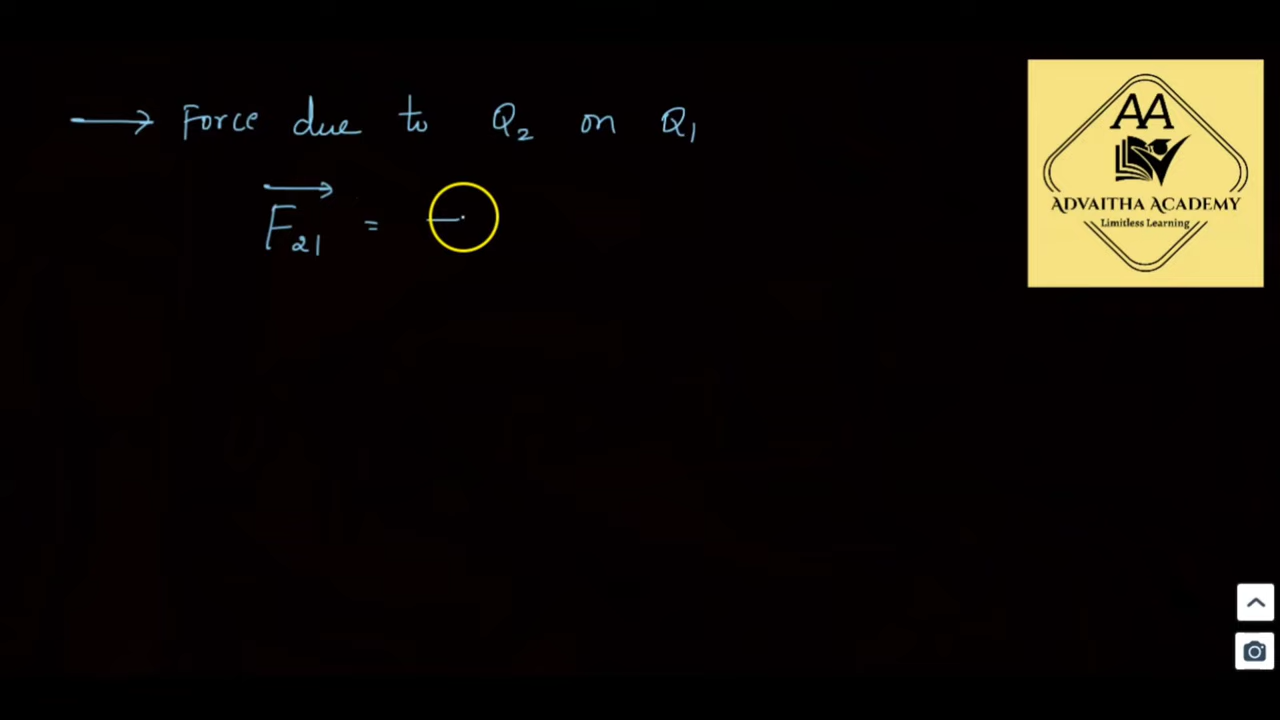 → Force due to Q₂ on Q₁
F₂₁ =
AA
ADVAITHA ACADEMY
Limitless Learning